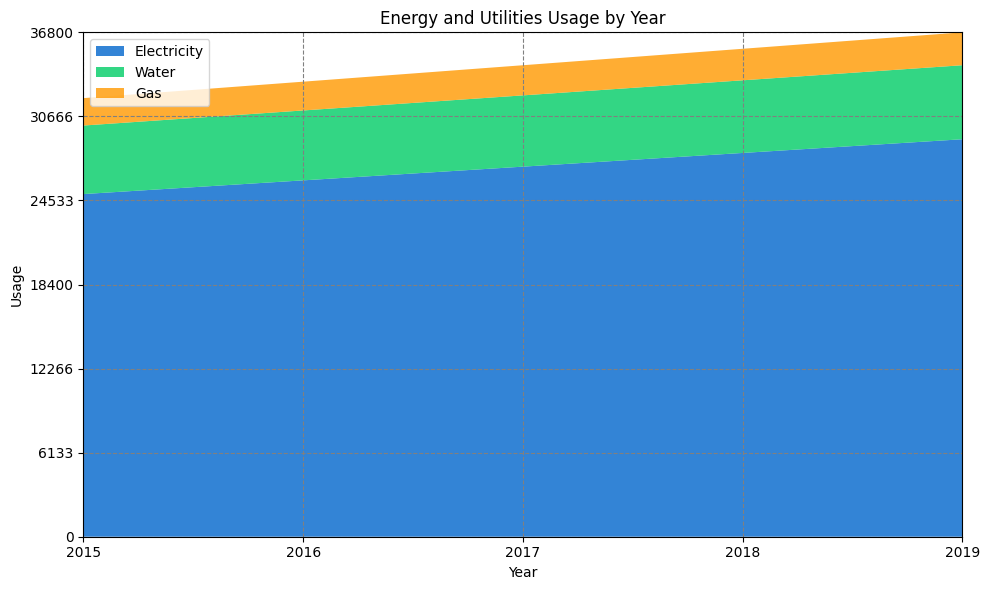 Energy and Utilities Usage by Year
Electricity
Water
Gas
36800
30666
24533
18400
12266
6133
0
Usage
2015 2016 2017 2018 2019
Year